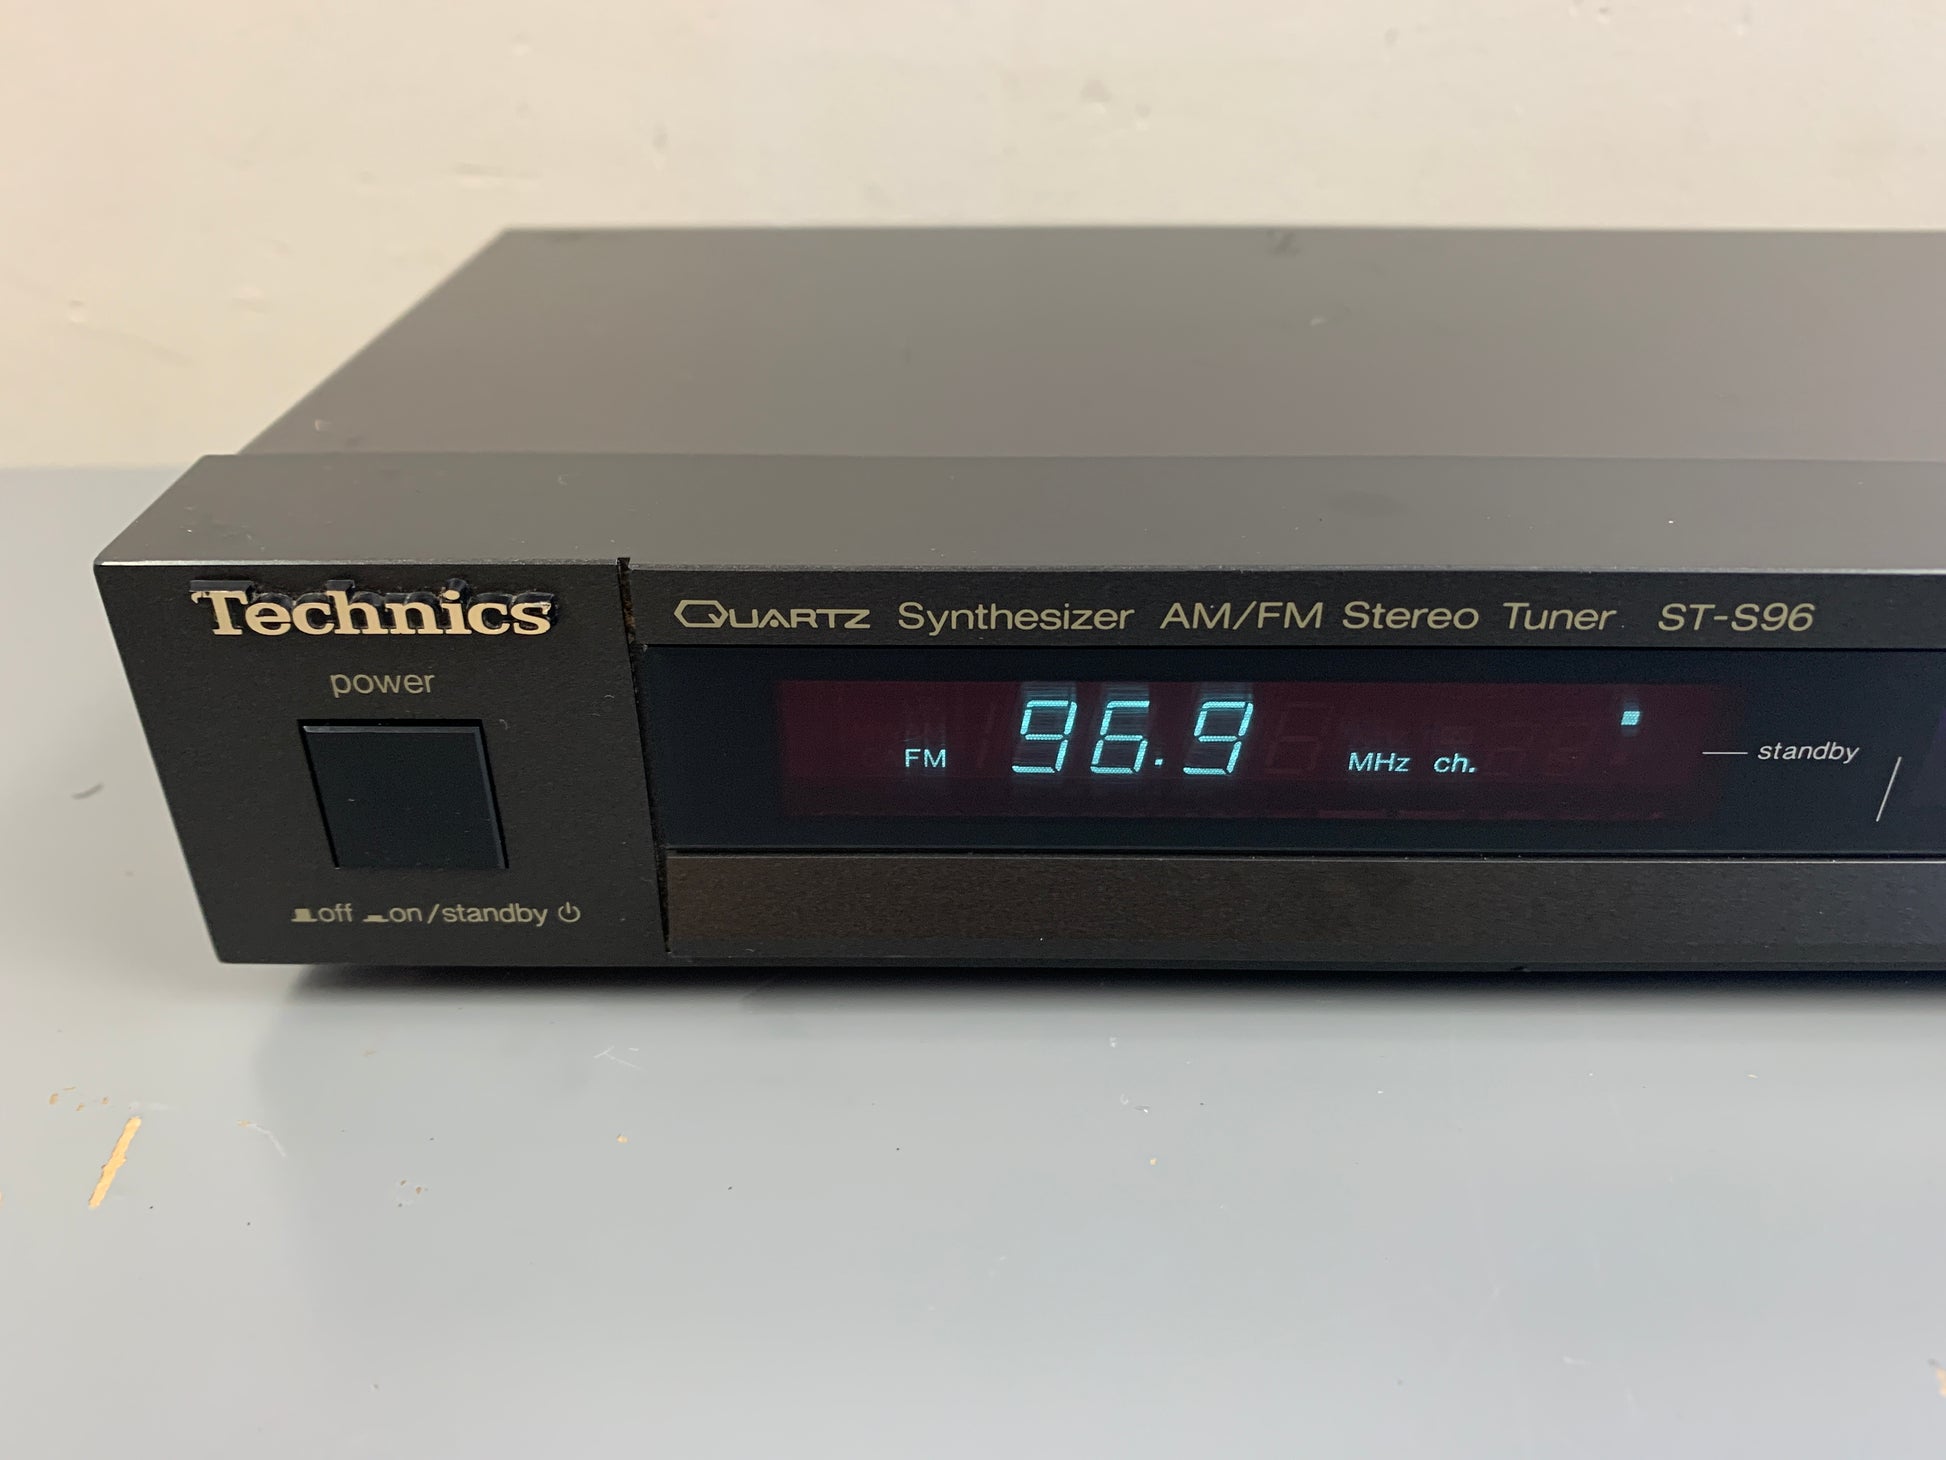 Technics
QUARTZ Synthesizer AM/FM Stereo Tuner ST-S96
power
FM 96.9 MHz ch.
standby
off on/standby